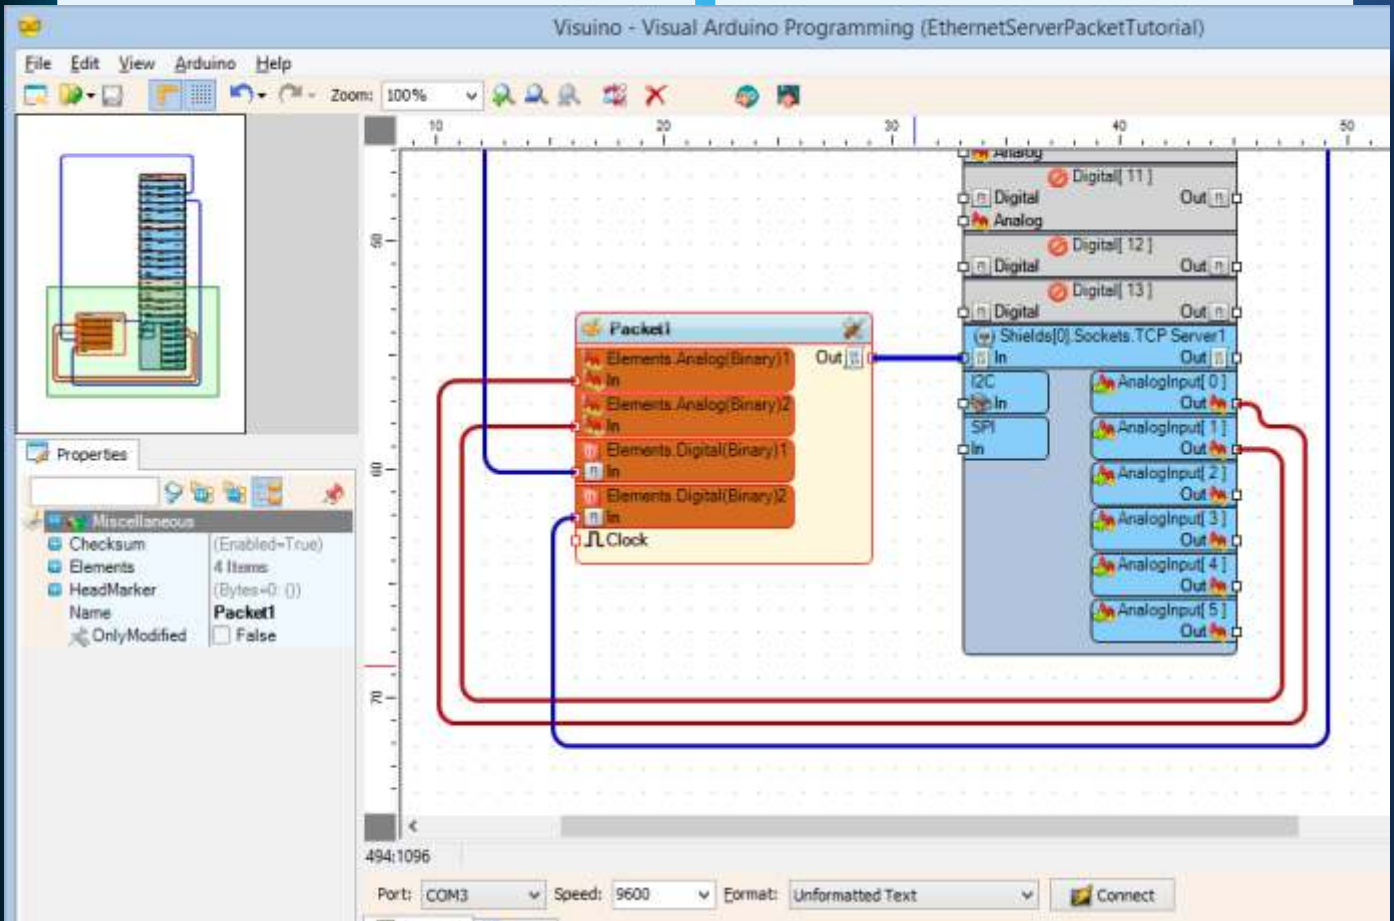 Visuino - Visual Arduino Programming (EthernetServerPacketTutorial)
File Edit View Arduino Help
Zoom: 100%
10 20 30 40 50
50
60
70
Analog
Digital[ 11 ]
Digital Out
Analog
Digital[ 12 ]
Digital Out
Digital[ 13 ]
Digital Out
Shields[0].Sockets.TCP Server1
In Out
I2C
In
SPI
In
AnalogInput[ 0 ]
Out
AnalogInput[ 1 ]
Out
AnalogInput[ 2 ]
Out
AnalogInput[ 3 ]
Out
AnalogInput[ 4 ]
Out
AnalogInput[ 5 ]
Out
Packet1
Elements.Analog(Binary)1 Out
In
Elements.Analog(Binary)2
In
Elements.Digital(Binary)1
In
Elements.Digital(Binary)2
In
Clock
Properties
Miscellaneous
Checksum (Enabled=True)
Elements 4 Items
HeadMarker (Bytes=0: ())
Name Packet1
OnlyModified False
494:1096
Port: COM3 Speed: 9600 Format: Unformatted Text Connect